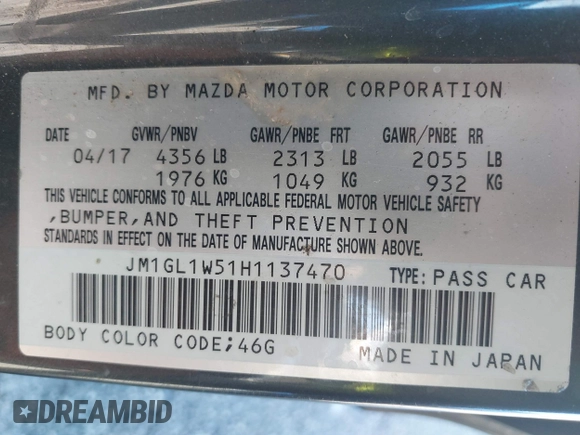 MFD. BY MAZDA MOTOR CORPORATION
DATE GVWR/PNBV GAWR/PNBE FRT GAWR/PNBE RR
04/17 4356 LB 2313 LB 2055 LB
1976 KG 1049 KG 932 KG
THIS VEHICLE CONFORMS TO ALL APPLICABLE FEDERAL MOTOR VEHICLE SAFETY
,BUMPER,AND THEFT PREVENTION
STANDARDS IN EFFECT ON THE DATE OF MANUFACTURE SHOWN ABOVE.
JM1GL1W51H1137470 TYPE: PASS CAR
BODY COLOR CODE;46G MADE IN JAPAN
DREAMBID